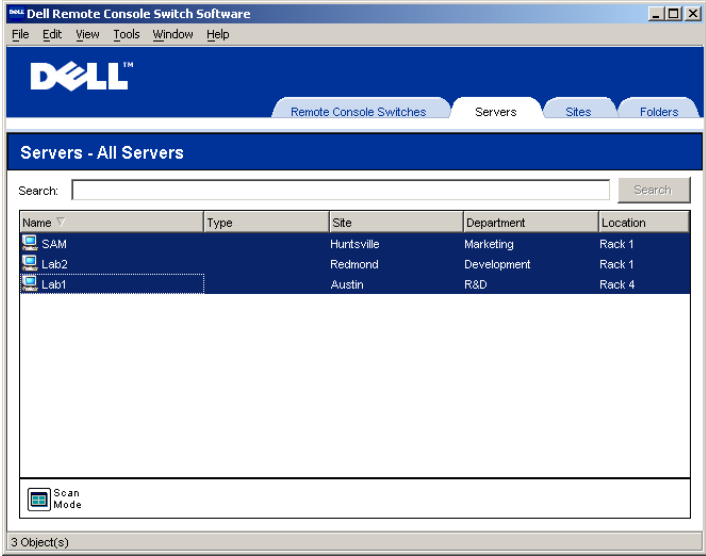 DELL Dell Remote Console Switch Software
File Edit View Tools Window Help
DELL™
Remote Console Switches Servers Sites Folders
Servers - All Servers
Search: Search
Name Type Site Department Location
SAM Huntsville Marketing Rack 1
Lab2 Redmond Development Rack 1
Lab1 Austin R&D Rack 4
Scan
Mode
3 Object(s)